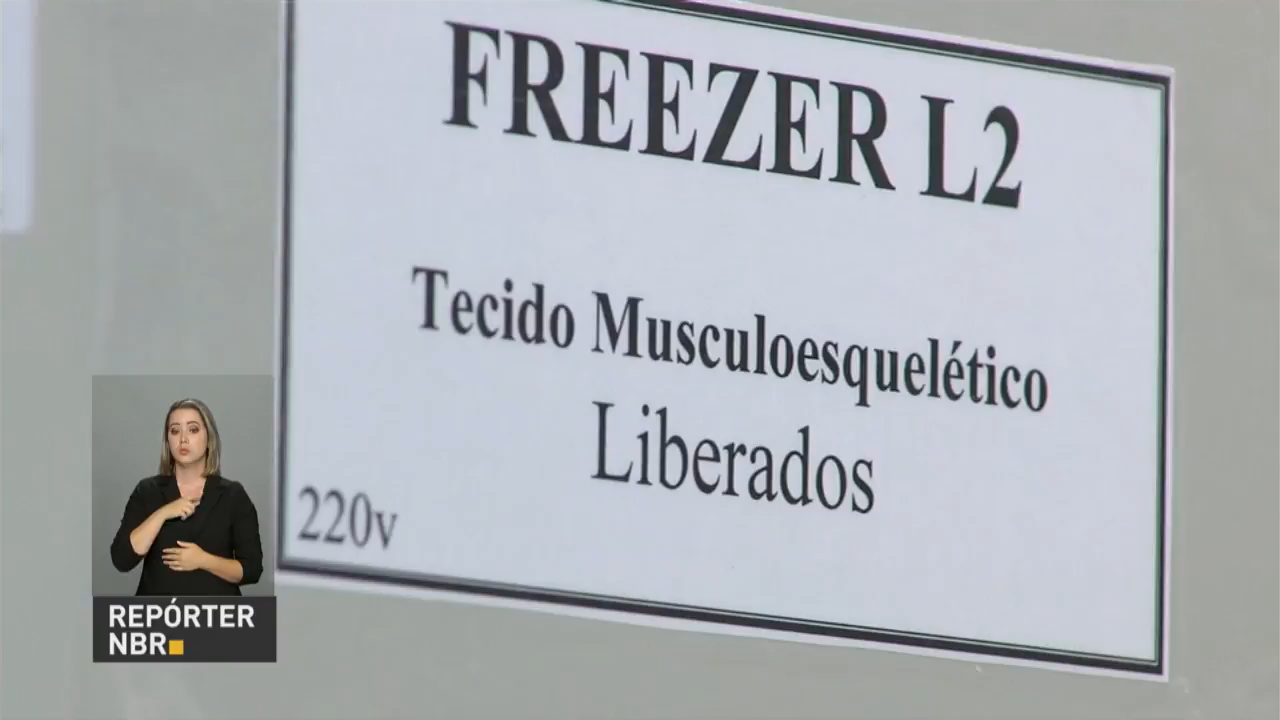 FREEZER L2
Tecido Musculoesquelético
Liberados
220v
REPÓRTER
NBR